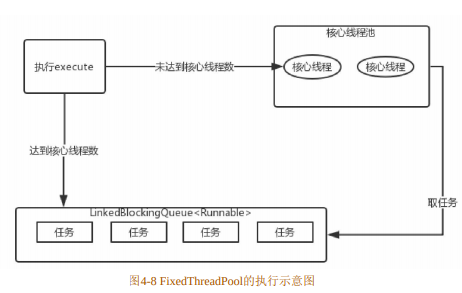 核心线程池
执行execute
未达到核心线程数
核心线程
核心线程
达到核心线程数
取任务
LinkedBlockingQueue<Runnable>
任务
任务
任务
任务
图4-8 FixedThreadPool的执行示意图